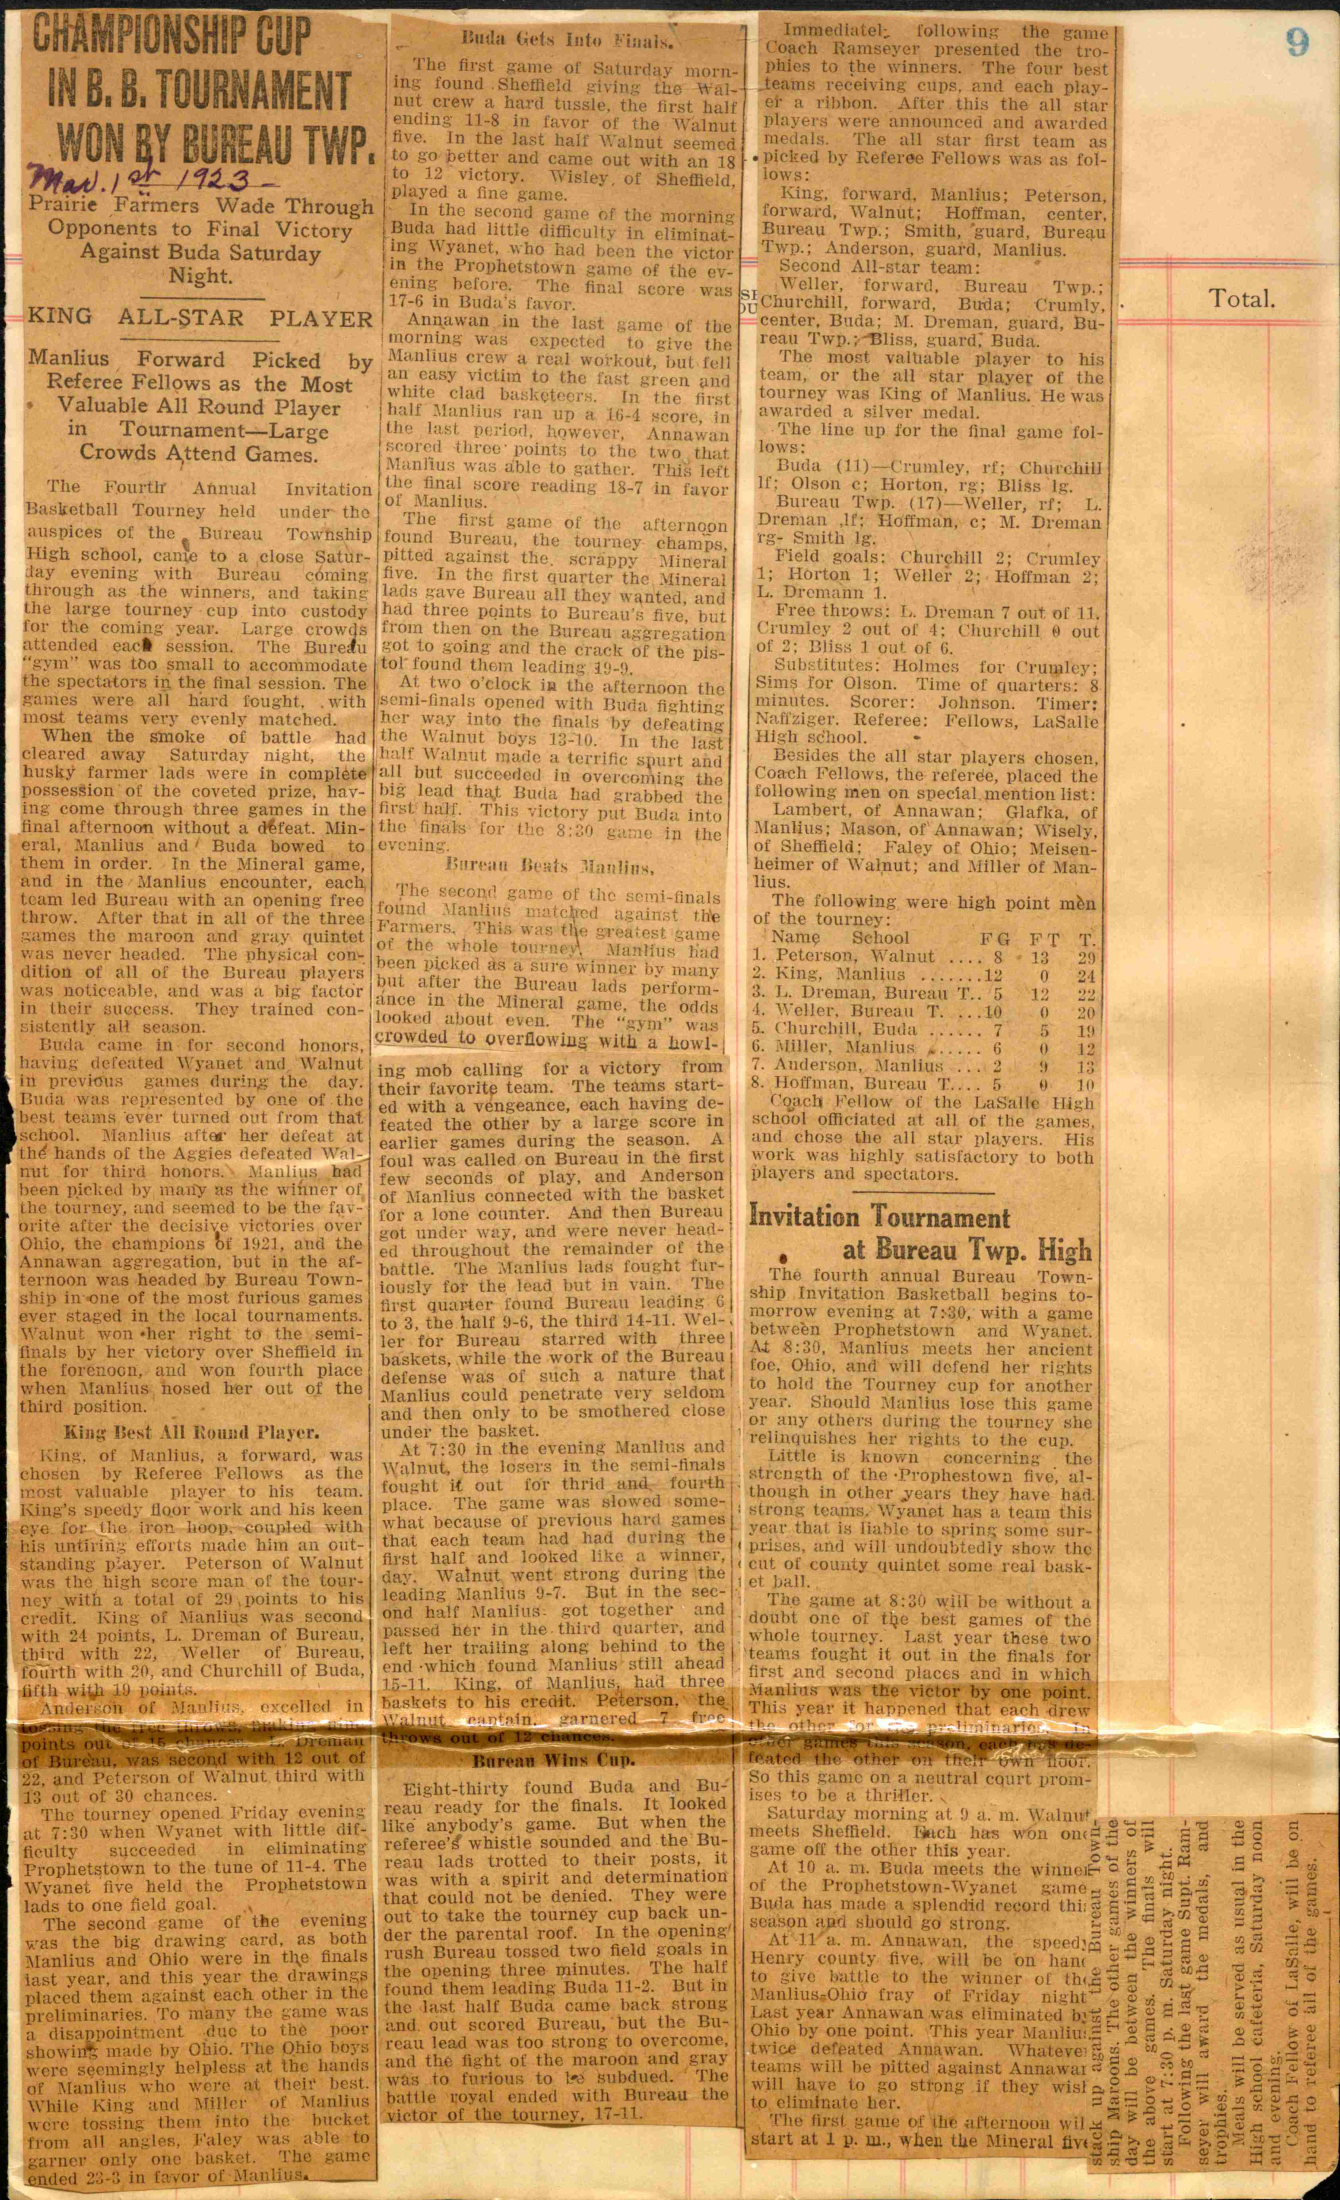 9
CHAMPIONSHIP CUP
IN B. B. TOURNAMENT
WON BY BUREAU TWP.
Mar. 1st 1923 -
Prairie Farmers Wade Through
Opponents to Final Victory
Against Buda Saturday
Night.
KING ALL-STAR PLAYER
Manlius Forward Picked by
Referee Fellows as the Most
Valuable All Round Player
in Tournament—Large
Crowds Attend Games.
The Fourth Annual Invitation
Basketball Tourney held under the
auspices of the Bureau Township
High school, came to a close Satur-
day evening with Bureau coming
through as the winners, and taking
the large tourney cup into custody
for the coming year. Large crowds
attended each session. The Bureau
"gym" was too small to accommodate
the spectators in the final session. The
games were all hard fought, with
most teams very evenly matched.
When the smoke of battle had
cleared away Saturday night, the
husky farmer lads were in complete
possession of the coveted prize, hav-
ing come through three games in the
final afternoon without a defeat. Min-
eral, Manlius and Buda bowed to
them in order. In the Mineral game,
and in the Manlius encounter, each
team led Bureau with an opening free
throw. After that in all of the three
games the maroon and gray quintet
was never headed. The physical con-
dition of all of the Bureau players
was noticeable, and was a big factor
in their success. They trained con-
sistently all season.
Buda came in for second honors,
having defeated Wyanet and Walnut
in previous games during the day.
Buda was represented by one of the
best teams ever turned out from that
school. Manlius after her defeat at
the hands of the Aggies defeated Wal-
nut for third honors. Manlius had
been picked by many as the winner of
the tourney, and seemed to be the fav-
orite after the decisive victories over
Ohio, the champions of 1921, and the
Annawan aggregation, but in the af-
ternoon was headed by Bureau Town-
ship in one of the most furious games
ever staged in the local tournaments.
Walnut won her right to the semi-
finals by her victory over Sheffield in
the forenoon, and won fourth place
when Manlius nosed her out of the
third position.
King Best All Round Player.
King, of Manlius, a forward, was
chosen by Referee Fellows as the
most valuable player to his team.
King's speedy floor work and his keen
eye for the iron hoop, coupled with
his untiring efforts made him an out-
standing player. Peterson of Walnut
was the high score man of the tour-
ney with a total of 29 points to his
credit. King of Manlius was second
with 24 points, L. Dreman of Bureau,
third with 22, Weller of Bureau,
fourth with 20, and Churchill of Buda,
fifth with 19 points.
Anderson of Manlius, excelled in
tossing the free throws, making nine
points out of 15 chances. L. Dreman
of Bureau, was second with 12 out of
22, and Peterson of Walnut third with
13 out of 30 chances.
The tourney opened Friday evening
at 7:30 when Wyanet with little dif-
ficulty succeeded in eliminating
Prophetstown to the tune of 11-4. The
Wyanet five held the Prophetstown
lads to one field goal.
The second game of the evening
was the big drawing card, as both
Manlius and Ohio were in the finals
last year, and this year the drawings
placed them against each other in the
preliminaries. To many the game was
a disappointment due to the poor
showing made by Ohio. The Ohio boys
were seemingly helpless at the hands
of Manlius who were at their best.
While King and Miller of Manlius
were tossing them into the bucket
from all angles, Faley was able to
garner only one basket. The game
ended 23-3 in favor of Manlius.
Buda Gets Into Finals.
The first game of Saturday morn-
ing found Sheffield giving the Wal-
nut crew a hard tussle, the first half
ending 11-8 in favor of the Walnut
five. In the last half Walnut seemed
to go better and came out with an 18
to 12 victory. Wisley, of Sheffield,
played a fine game.
In the second game of the morning
Buda had little difficulty in eliminat-
ing Wyanet, who had been the victor
in the Prophetstown game of the ev-
ening before. The final score was
17-6 in Buda's favor.
Annawan in the last game of the
morning was expected to give the
Manlius crew a real workout, but fell
an easy victim to the fast green and
white clad basketeers. In the first
half Manlius ran up a 16-4 score, in
the last period, however, Annawan
scored three points to the two that
Manlius was able to gather. This left
the final score reading 18-7 in favor
of Manlius.
The first game of the afternoon
found Bureau, the tourney champs,
pitted against the scrappy Mineral
five. In the first quarter the Mineral
lads gave Bureau all they wanted, and
had three points to Bureau's five, but
from then on the Bureau aggregation
got to going and the crack of the pis-
tol found them leading 19-9.
At two o'clock in the afternoon the
semi-finals opened with Buda fighting
her way into the finals by defeating
the Walnut boys 13-10. In the last
half Walnut made a terrific spurt and
all but succeeded in overcoming the
big lead that Buda had grabbed the
first half. This victory put Buda into
the finals for the 8:30 game in the
evening.
Bureau Beats Manlius.
The second game of the semi-finals
found Manlius matched against the
Farmers. This was the greatest game
of the whole tourney. Manlius had
been picked as a sure winner by many
but after the Bureau lads perform-
ance in the Mineral game, the odds
looked about even. The "gym" was
crowded to overflowing with a howl-
ing mob calling for a victory from
their favorite team. The teams start-
ed with a vengeance, each having de-
feated the other by a large score in
earlier games during the season. A
foul was called on Bureau in the first
few seconds of play, and Anderson
of Manlius connected with the basket
for a lone counter. And then Bureau
got under way, and were never head-
ed throughout the remainder of the
battle. The Manlius lads fought fur-
iously for the lead but in vain. The
first quarter found Bureau leading 6
to 3, the half 9-6, the third 14-11. Wel-
ler for Bureau starred with three
baskets, while the work of the Bureau
defense was of such a nature that
Manlius could penetrate very seldom
and then only to be smothered close
under the basket.
At 7:30 in the evening Manlius and
Walnut, the losers in the semi-finals
fought it out for thrid and fourth
place. The game was slowed some-
what because of previous hard games
that each team had had during the
first half and looked like a winner,
day. Walnut went strong during the
leading Manlius 9-7. But in the sec-
ond half Manlius got together and
passed her in the third quarter, and
left her trailing along behind to the
end which found Manlius still ahead
15-11. King, of Manlius, had three
baskets to his credit. Peterson, the
Walnut captain, garnered 7 free
throws out of 12 chances.
Bureau Wins Cup.
Eight-thirty found Buda and Bu-
reau ready for the finals. It looked
like anybody's game. But when the
referee's whistle sounded and the Bu-
reau lads trotted to their posts, it
was with a spirit and determination
that could not be denied. They were
out to take the tourney cup back un-
der the parental roof. In the opening
rush Bureau tossed two field goals in
the opening three minutes. The half
found them leading Buda 11-2. But in
the last half Buda came back strong
and out scored Bureau, but the Bu-
reau lead was too strong to overcome,
and the fight of the maroon and gray
was to furious to be subdued. The
battle royal ended with Bureau the
victor of the tourney, 17-11.
Immediatel following the game
Coach Ramseyer presented the tro-
phies to the winners. The four best
teams receiving cups, and each play-
er a ribbon. After this the all star
players were announced and awarded
medals. The all star first team as
picked by Referee Fellows was as fol-
lows:
King, forward, Manlius; Peterson,
forward, Walnut; Hoffman, center,
Bureau Twp.; Smith, guard, Bureau
Twp.; Anderson, guard, Manlius.
Second All-star team:
Weller, forward, Bureau Twp.;
Churchill, forward, Buda; Crumly,
center, Buda; M. Dreman, guard, Bu-
reau Twp.; Bliss, guard, Buda.
The most valuable player to his
team, or the all star player of the
tourney was King of Manlius. He was
awarded a silver medal.
The line up for the final game fol-
lows:
Buda (11)—Crumley, rf; Churchill
lf; Olson c; Horton, rg; Bliss lg.
Bureau Twp. (17)—Weller, rf; L.
Dreman ,lf; Hoffman, c; M. Dreman
rg- Smith lg.
Field goals: Churchill 2; Crumley
1; Horton 1; Weller 2; Hoffman 2;
L. Dremann 1.
Free throws: L. Dreman 7 out of 11,
Crumley 2 out of 4; Churchill 0 out
of 2; Bliss 1 out of 6.
Substitutes: Holmes for Crumley;
Sims for Olson. Time of quarters: 8
minutes. Scorer: Johnson. Timer:
Naffziger. Referee: Fellows, LaSalle
High school.
Besides the all star players chosen,
Coach Fellows, the referee, placed the
following men on special mention list:
Lambert, of Annawan; Glafka, of
Manlius; Mason, of Annawan; Wisely,
of Sheffield; Faley of Ohio; Meisen-
heimer of Walnut; and Miller of Man-
lius.
The following were high point men
of the tourney:
Name School FG FT T.
1. Peterson, Walnut .... 8 13 29
2. King, Manlius .......12 0 24
3. L. Dreman, Bureau T.. 5 12 22
4. Weller, Bureau T. ...10 0 20
5. Churchill, Buda ...... 7 5 19
6. Miller, Manlius ...... 6 0 12
7. Anderson, Manlius ... 2 9 13
8. Hoffman, Bureau T.... 5 0 10
Coach Fellow of the LaSalle High
school officiated at all of the games,
and chose the all star players. His
work was highly satisfactory to both
players and spectators.
Invitation Tournament
at Bureau Twp. High
The fourth annual Bureau Town-
ship Invitation Basketball begins to-
morrow evening at 7:30, with a game
between Prophetstown and Wyanet.
At 8:30, Manlius meets her ancient
foe, Ohio, and will defend her rights
to hold the Tourney cup for another
year. Should Manlius lose this game
or any others during the tourney she
relinquishes her rights to the cup.
Little is known concerning the
strength of the Prophestown five, al-
though in other years they have had
strong teams. Wyanet has a team this
year that is liable to spring some sur-
prises, and will undoubtedly show the
cut of county quintet some real bask-
et ball.
The game at 8:30 will be without a
doubt one of the best games of the
whole tourney. Last year these two
teams fought it out in the finals for
first and second places and in which
Manlius was the victor by one point.
This year it happened that each drew
the other for the preliminaries. In
other games this season, each has de-
feated the other on their own floor.
So this game on a neutral court prom-
ises to be a thriller.
Saturday morning at 9 a. m. Walnut
meets Sheffield. Each has won one
game off the other this year.
At 10 a. m. Buda meets the winner
of the Prophetstown-Wyanet game.
Buda has made a splendid record this
season and should go strong.
At 11 a. m. Annawan, the speedy
Henry county five, will be on hand
to give battle to the winner of the
Manlius-Ohio fray of Friday night
Last year Annawan was eliminated by
Ohio by one point. This year Manlius
twice defeated Annawan. Whatever
teams will be pitted against Annawan
will have to go strong if they wish
to eliminate her.
The first game of the afternoon wil
start at 1 p. m., when the Mineral five
stack up against the Bureau Town-
ship Maroons. The other games of the
day will be between the winners of
the above games. The finals will
start at 7:30 p. m. Saturday night.
Following the last game Supt. Ram-
seyer will award the medals, and
trophies.
Meals will be served as usual in the
High school cafeteria, Saturday noon
and evening.
Coach Fellow of LaSalle, will be on
hand to referee all of the games.
Total.